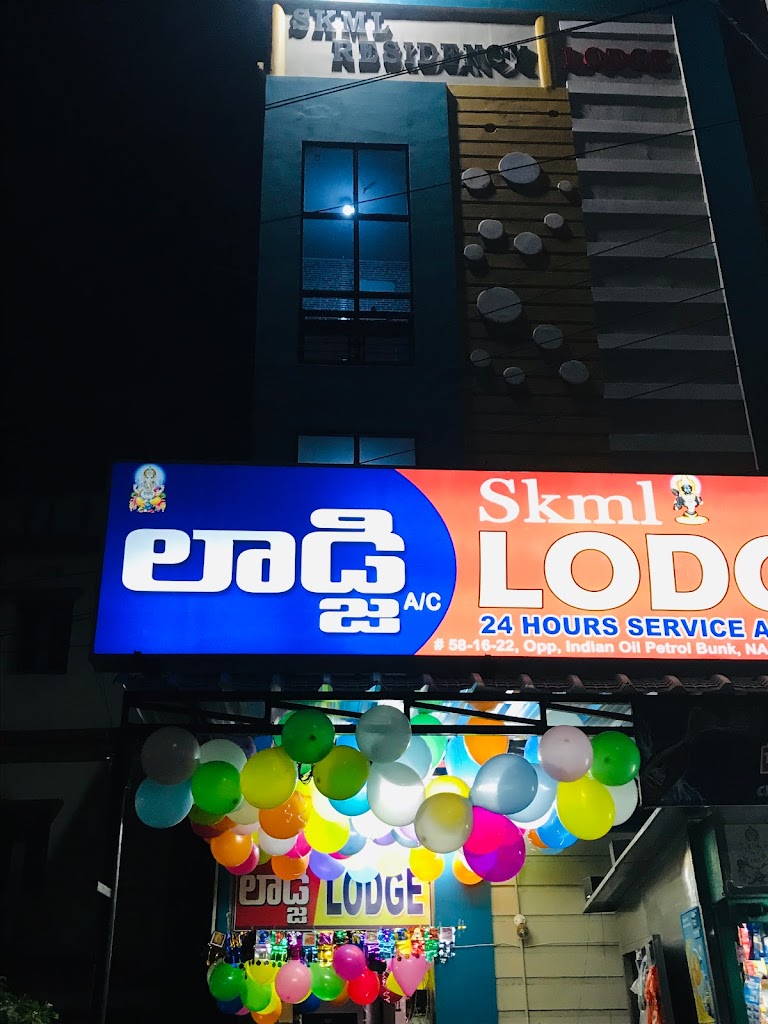 SKML
RESIDENCY LODGE
లాడ్జి A/C
Skml
LODG
24 HOURS SERVICE A
# 58-16-22, Opp, Indian Oil Petrol Bunk, NA
లాడ్జి LODGE